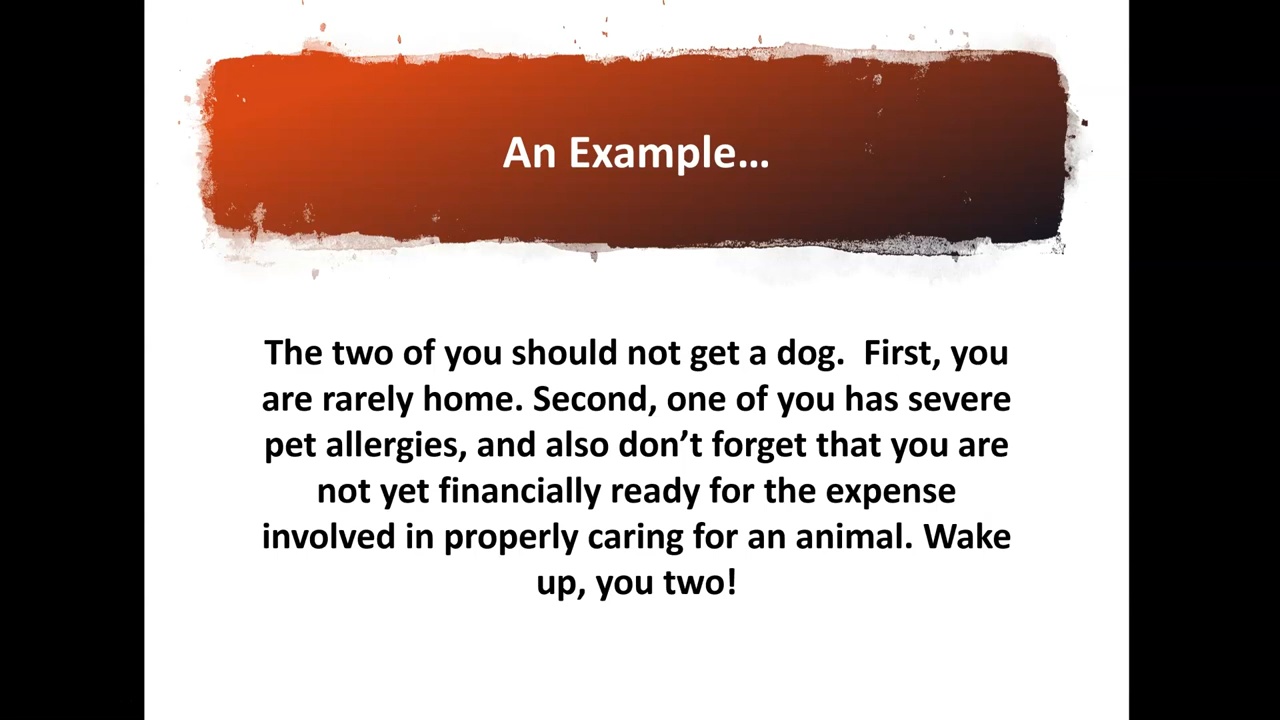 An Example...
The two of you should not get a dog.  First, you
are rarely home. Second, one of you has severe
pet allergies, and also don’t forget that you are
not yet financially ready for the expense
involved in properly caring for an animal. Wake
up, you two!